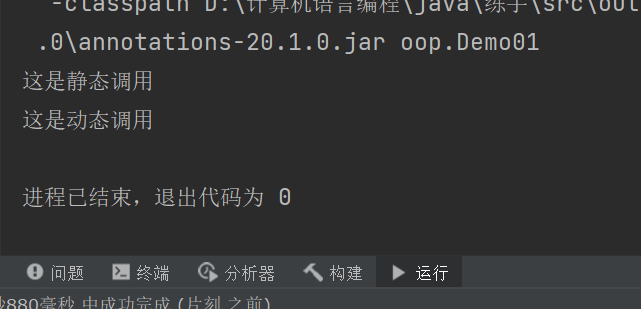 -classpath D:\计算机语言编程\java\练手\src\out
.0\annotations-20.1.0.jar oop.Demo01
这是静态调用
这是动态调用
进程已结束，退出代码为 0
问题 终端 分析器 构建 运行
秒880毫秒 中成功完成 (片刻 之前)